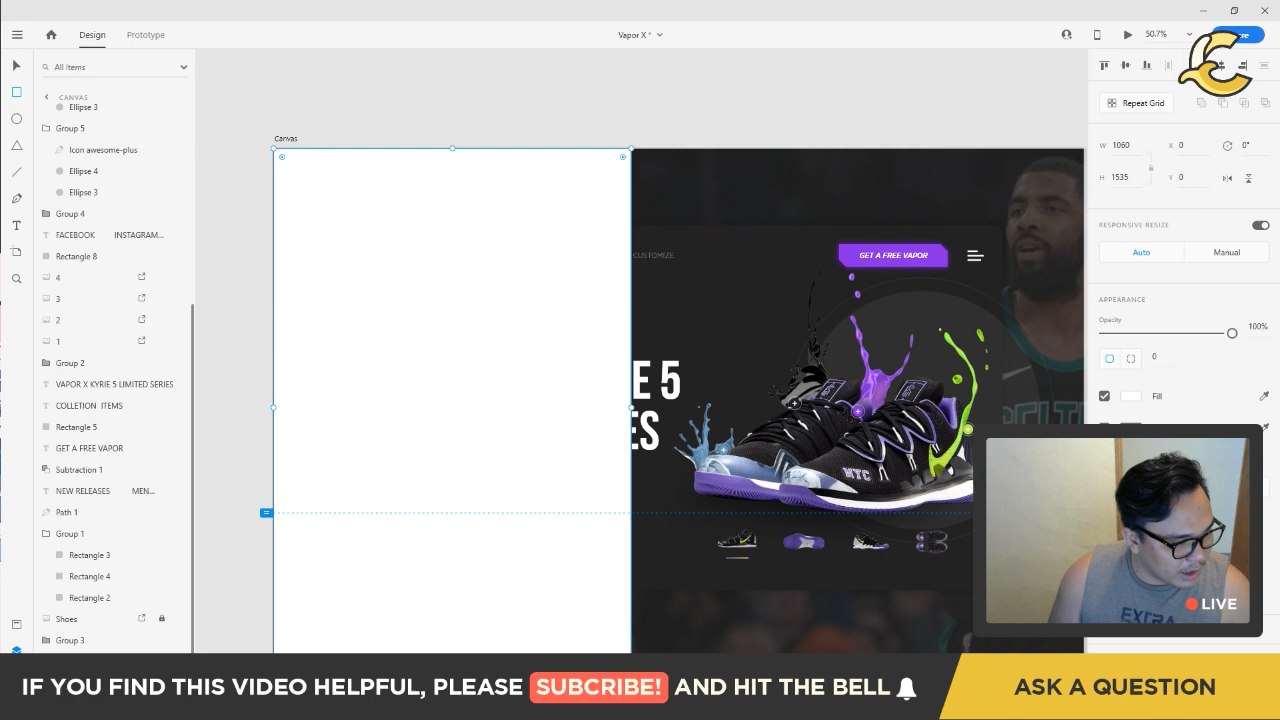 Design
Prototype
Vapor X *
50.7%
All Items
CANVAS
Ellipse 3
Group 5
Icon awesome-plus
Ellipse 4
Ellipse 3
Group 4
FACEBOOK INSTAGRAM...
Rectangle 8
4
3
2
1
Group 2
VAPOR X KYRIE 5 LIMITED SERIES
COLLETION ITEMS
Rectangle 5
GET A FREE VAPOR
Subtraction 1
NEW RELEASES MEN...
Path 1
Group 1
Rectangle 3
Rectangle 4
Rectangle 2
Shoes
Group 3
Canvas
CUSTOMIZE
GET A FREE VAPOR
E 5
ES
NYC
Repeat Grid
W 1060 X 0 0°
H 1535 Y 0
RESPONSIVE RESIZE
Auto
Manual
APPEARANCE
Opacity
100%
0
Fill
LIVE
IF YOU FIND THIS VIDEO HELPFUL, PLEASE SUBCRIBE! AND HIT THE BELL
ASK A QUESTION